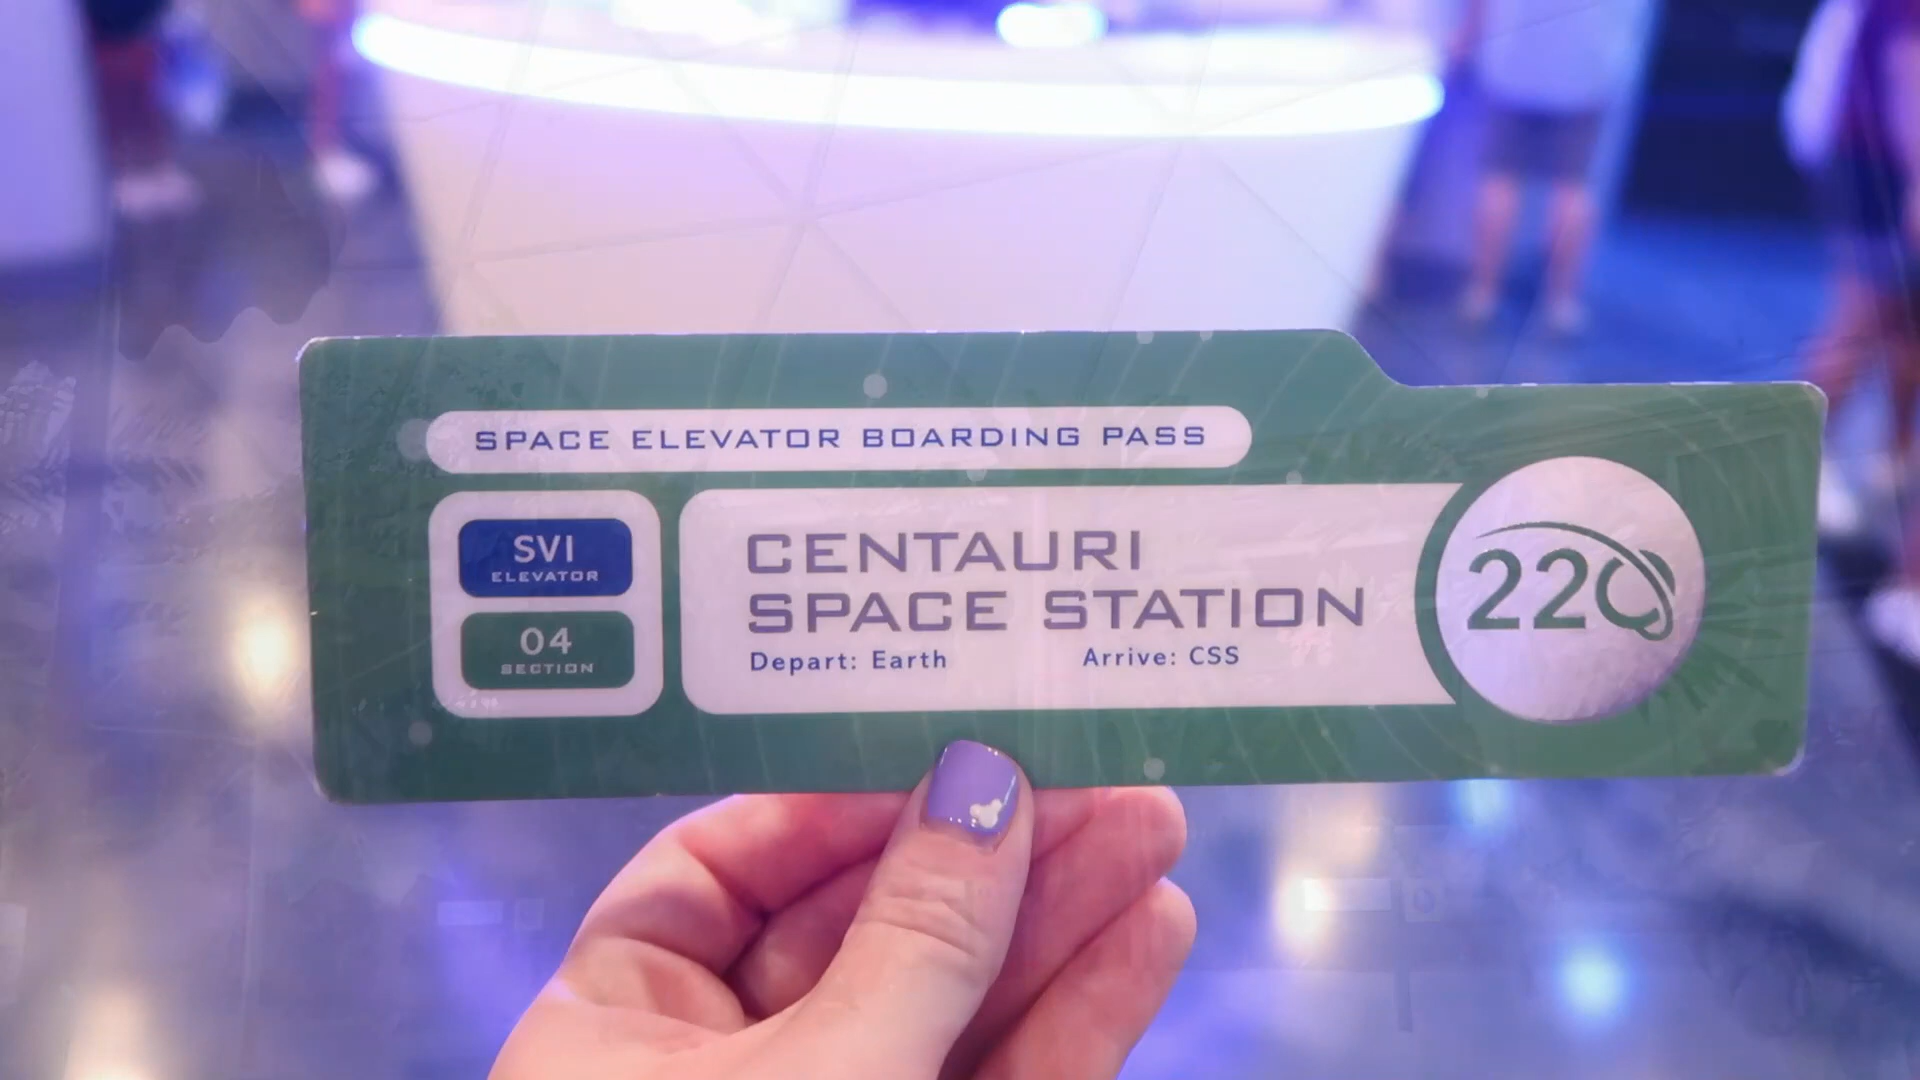 SPACE ELEVATOR BOARDING PASS
SVI
ELEVATOR
04
SECTION
CENTAURI
SPACE STATION
Depart: Earth Arrive: CSS
220